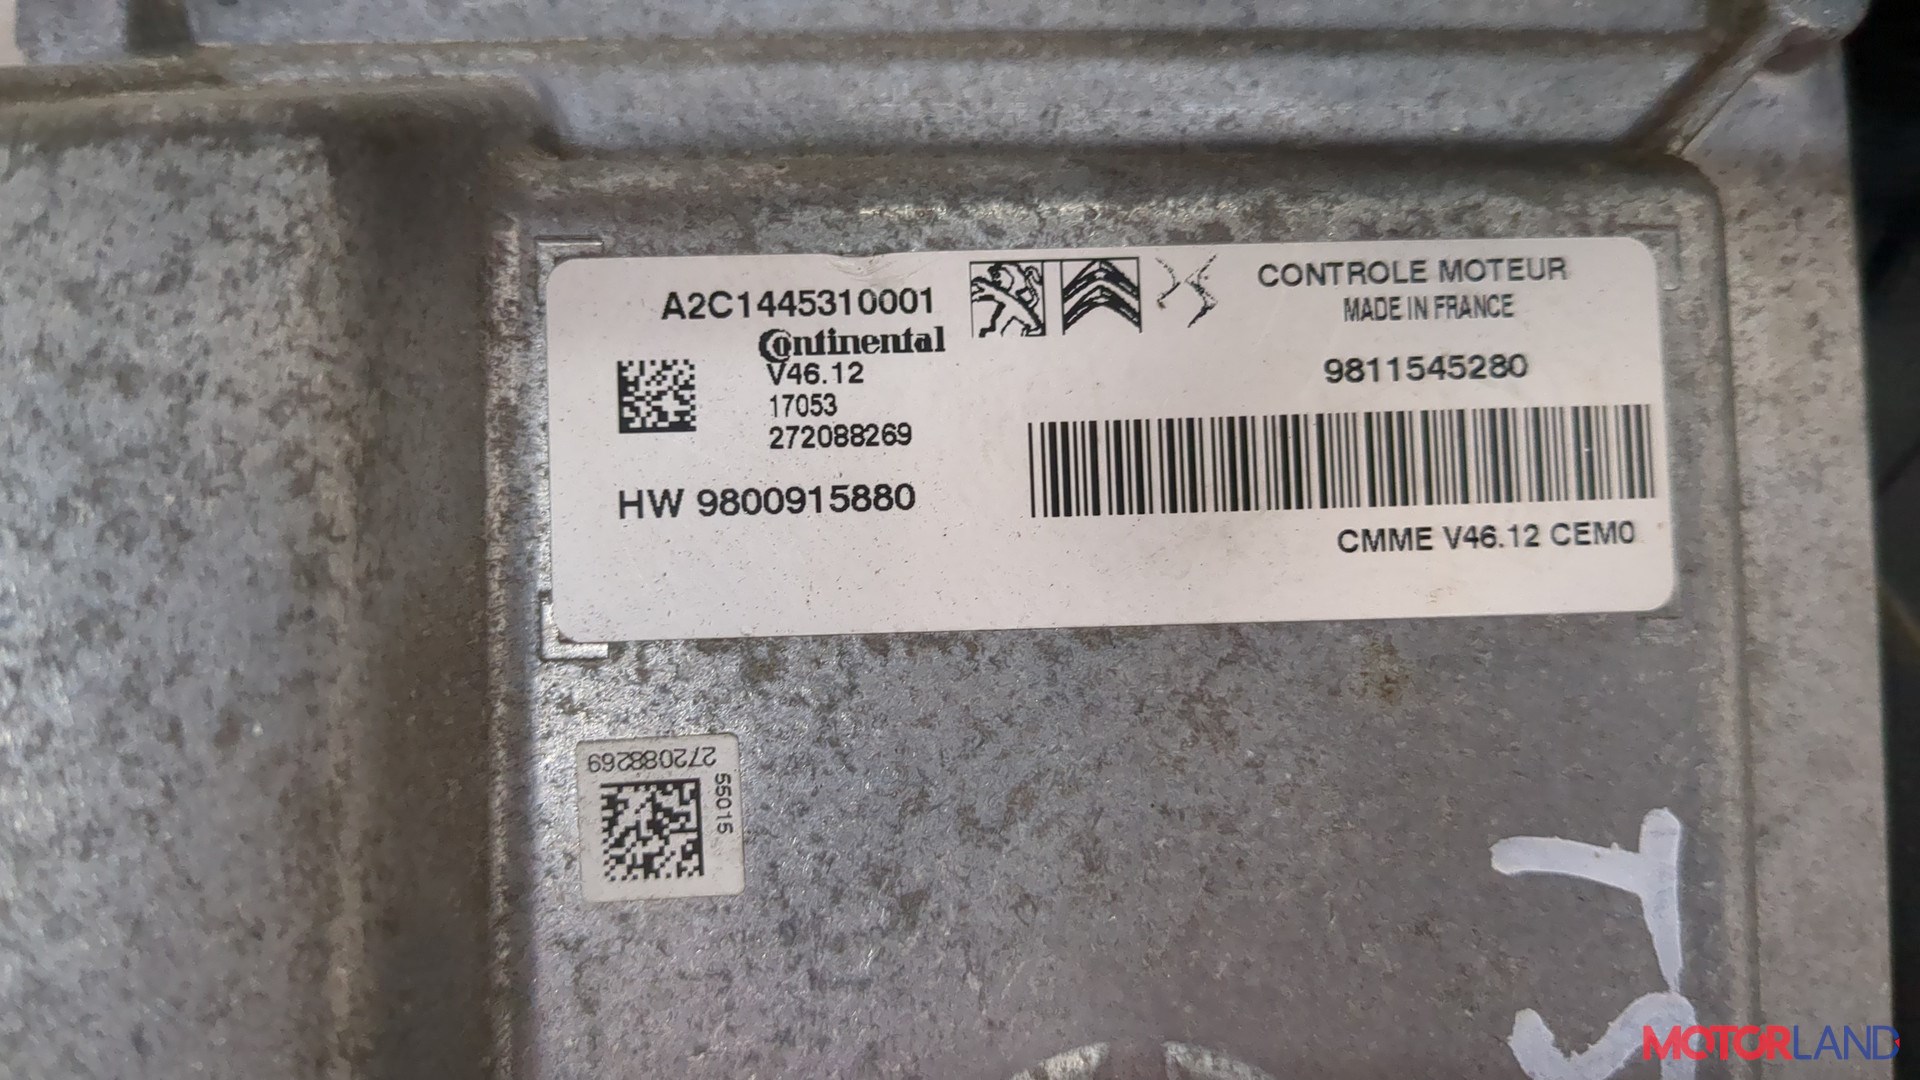 A2C1445310001
Continental
V46.12
17053
272088269
HW 9800915880
CONTROLE MOTEUR
MADE IN FRANCE
9811545280
CMME V46.12 CEM0
272088269
55015
ST
MOTORLAND